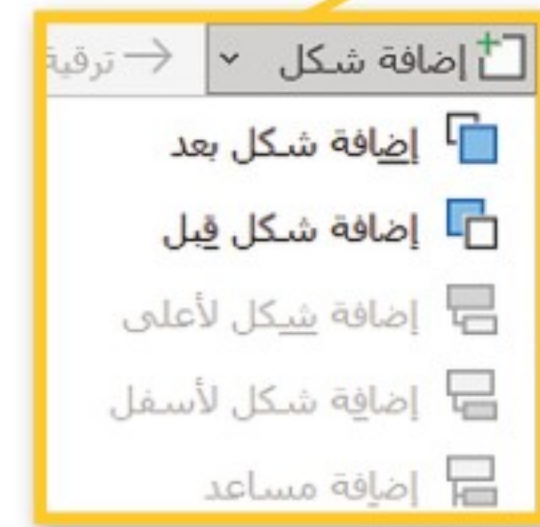 إضافة شكل ترقية
إضافة شكل بعد
إضافة شكل قبل
إضافة شكل لأعلى
إضافة شكل لأسفل
إضافة مساعد